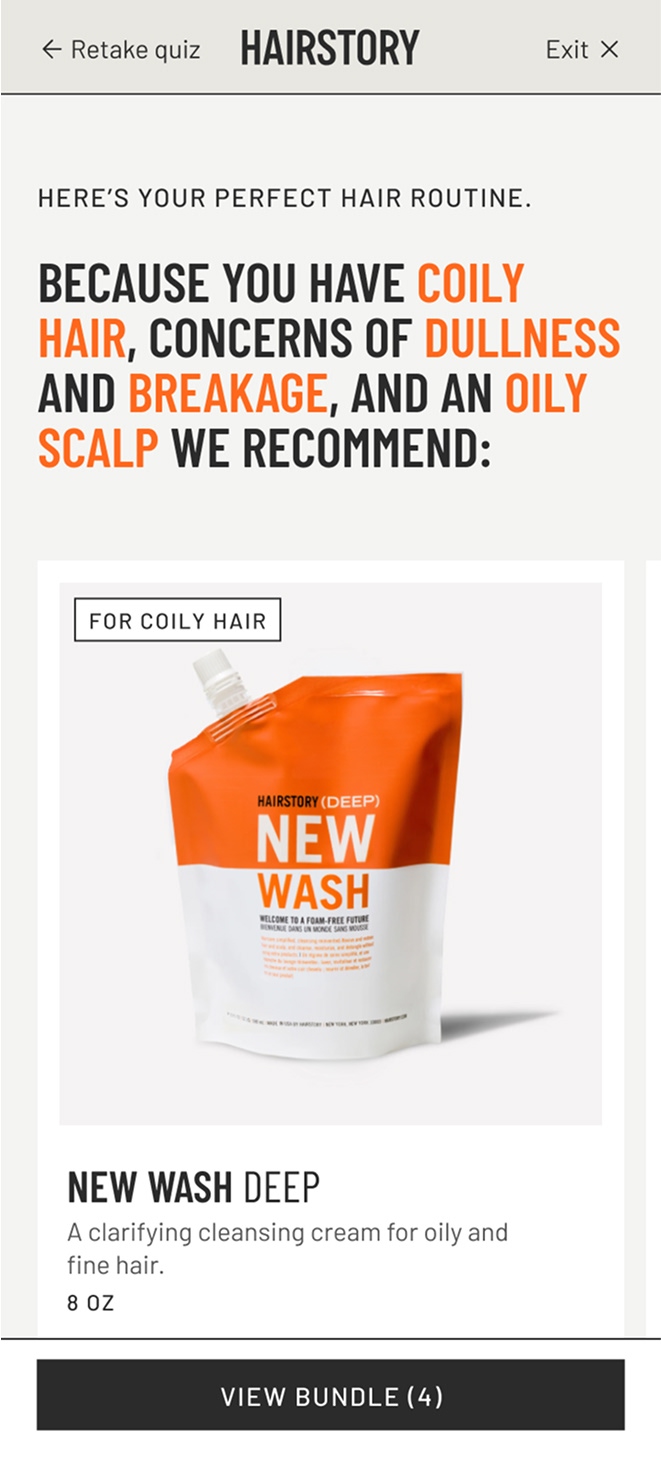 ← Retake quiz
HAIRSTORY
Exit ✕
HERE'S YOUR PERFECT HAIR ROUTINE.
BECAUSE YOU HAVE COILY
HAIR, CONCERNS OF DULLNESS
AND BREAKAGE, AND AN OILY
SCALP WE RECOMMEND:
FOR COILY HAIR
HAIRSTORY (DEEP)
NEW
WASH
WELCOME TO A FOAM-FREE FUTURE
BIENVENUE DANS UN MONDE SANS MOUSSE
NEW WASH DEEP
A clarifying cleansing cream for oily and
fine hair.
8 OZ
VIEW BUNDLE (4)